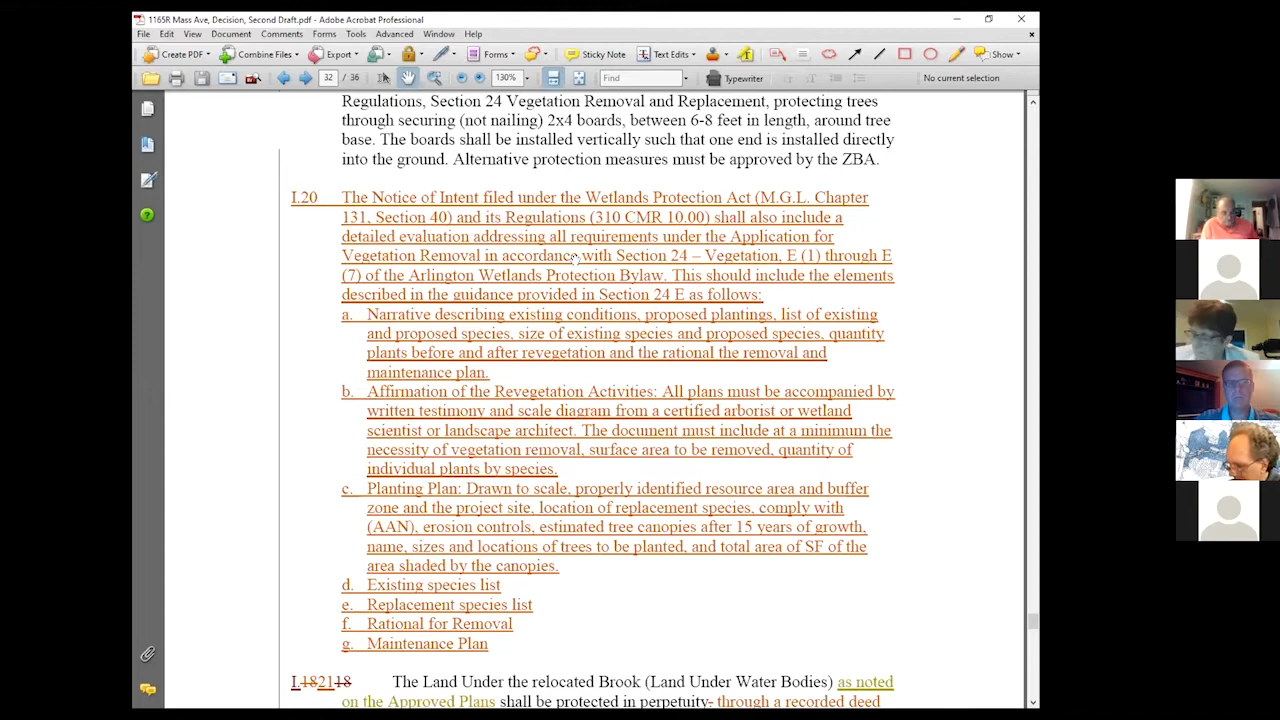 1165R Mass Ave, Decision, Second Draft.pdf - Adobe Acrobat Professional
File Edit View Document Comments Forms Tools Advanced Window Help
Create PDF Combine Files Export Forms Sticky Note Text Edits Show
32 / 36 130% Find Typewriter No current selection
Regulations, Section 24 Vegetation Removal and Replacement, protecting trees
through securing (not nailing) 2x4 boards, between 6-8 feet in length, around tree
base. The boards shall be installed vertically such that one end is installed directly
into the ground. Alternative protection measures must be approved by the ZBA.
I.20 The Notice of Intent filed under the Wetlands Protection Act (M.G.L. Chapter
131, Section 40) and its Regulations (310 CMR 10.00) shall also include a
detailed evaluation addressing all requirements under the Application for
Vegetation Removal in accordance with Section 24 – Vegetation, E (1) through E
(7) of the Arlington Wetlands Protection Bylaw. This should include the elements
described in the guidance provided in Section 24 E as follows:
a. Narrative describing existing conditions, proposed plantings, list of existing
and proposed species, size of existing species and proposed species, quantity
plants before and after revegetation and the rational the removal and
maintenance plan.
b. Affirmation of the Revegetation Activities: All plans must be accompanied by
written testimony and scale diagram from a certified arborist or wetland
scientist or landscape architect. The document must include at a minimum the
necessity of vegetation removal, surface area to be removed, quantity of
individual plants by species.
c. Planting Plan: Drawn to scale, properly identified resource area and buffer
zone and the project site, location of replacement species, comply with
(AAN), erosion controls, estimated tree canopies after 15 years of growth,
name, sizes and locations of trees to be planted, and total area of SF of the
area shaded by the canopies.
d. Existing species list
e. Replacement species list
f. Rational for Removal
g. Maintenance Plan
I.182118 The Land Under the relocated Brook (Land Under Water Bodies) as noted
on the Approved Plans shall be protected in perpetuity. through a recorded deed